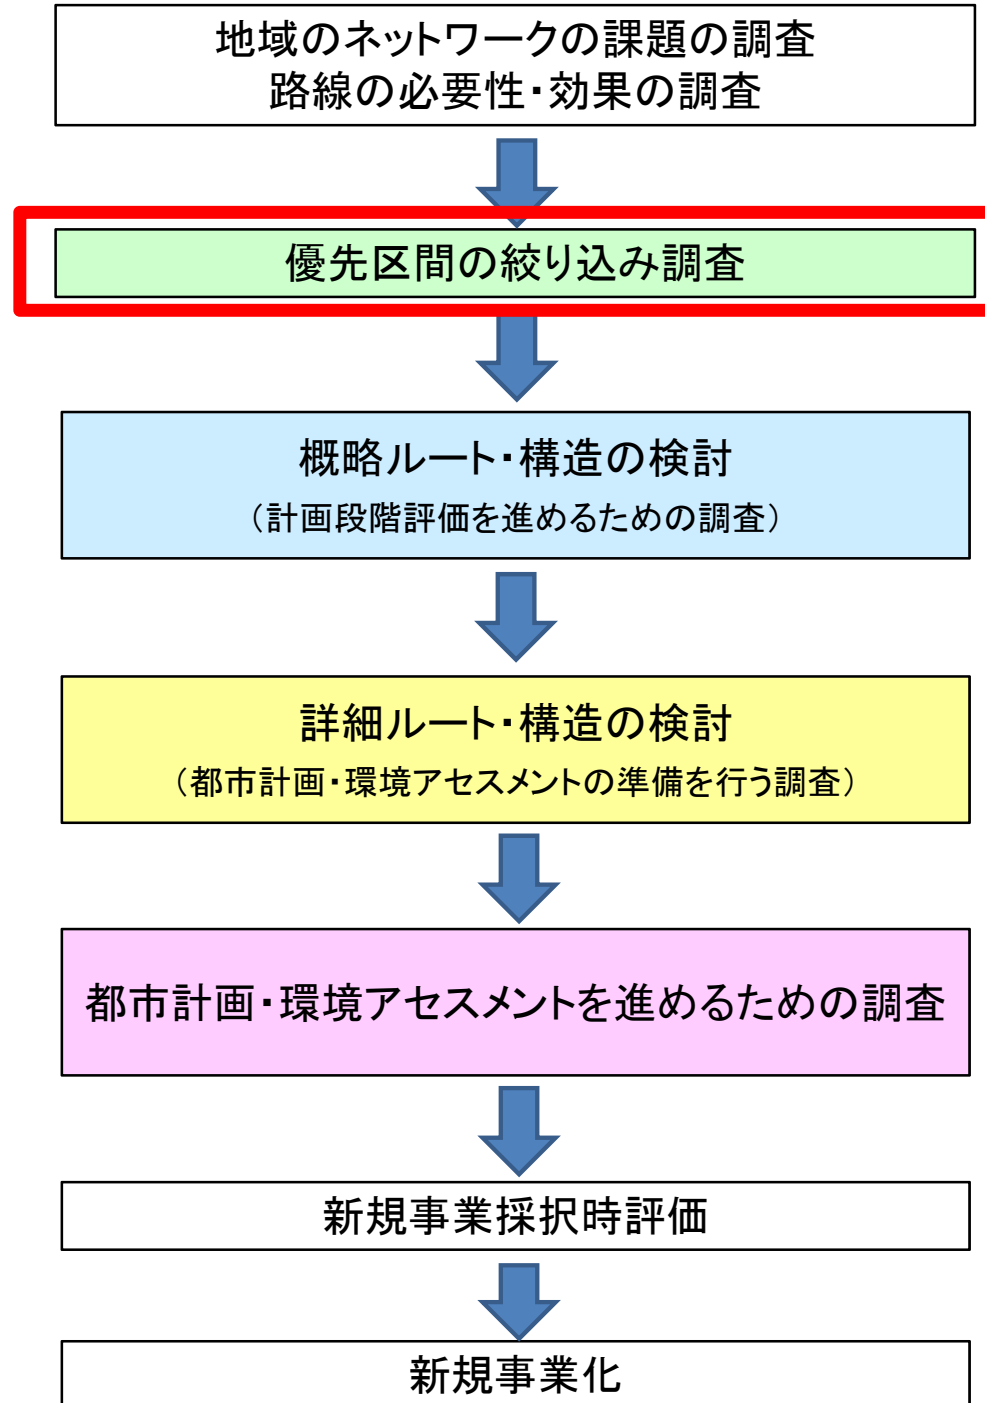 地域のネットワークの課題の調査
路線の必要性・効果の調査
優先区間の絞り込み調査
概略ルート・構造の検討
（計画段階評価を進めるための調査）
詳細ルート・構造の検討
（都市計画・環境アセスメントの準備を行う調査）
都市計画・環境アセスメントを進めるための調査
新規事業採択時評価
新規事業化